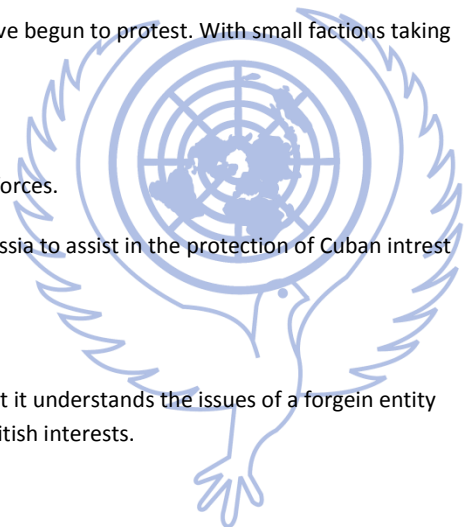 ve begun to protest. With small factions taking
orces.
ssia to assist in the protection of Cuban intrest
t it understands the issues of a forgein entity
itish interests.